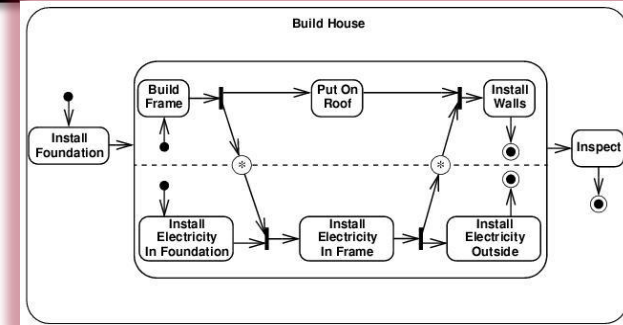 Build House
Build
Frame
Put On
Roof
Install
Walls
Install
Foundation
Inspect
*
*
Install
Electricity
In Foundation
Install
Electricity
In Frame
Install
Electricity
Outside